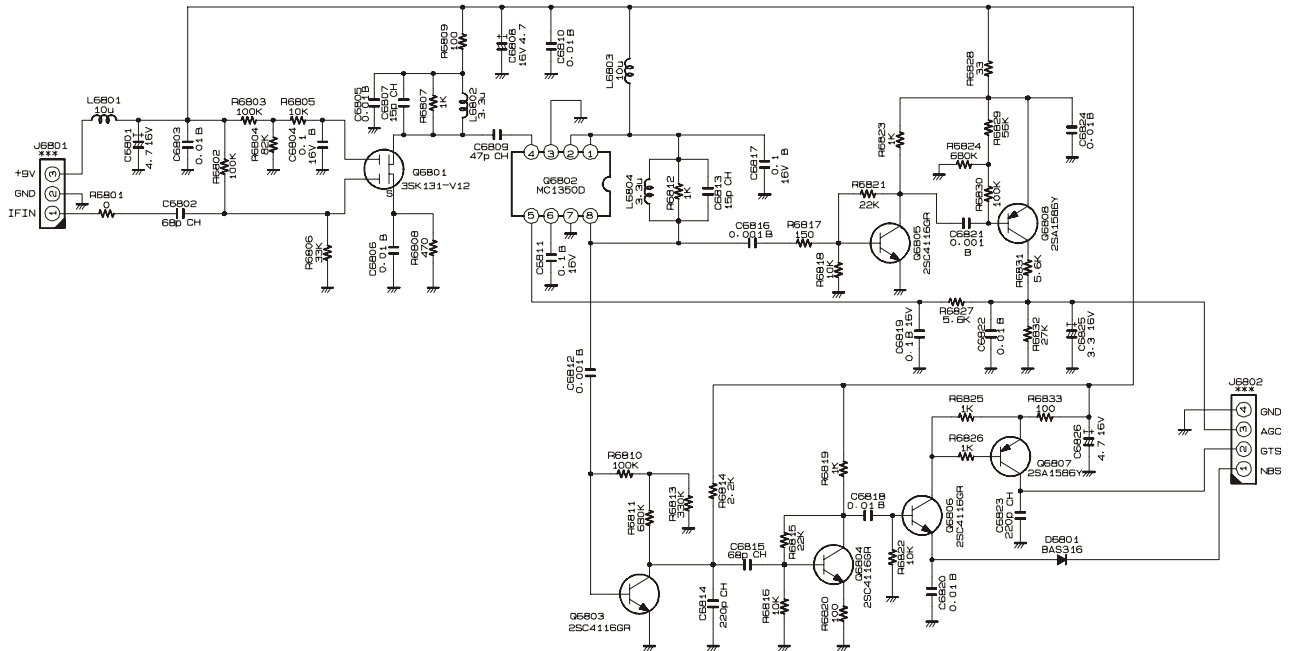 J6801
***
+9V
GND
IFIN
3
2
1
L6801
10u
C6801
4.7 16V
C6803
0.01 B
R6801
0
C6802
68p CH
R6802
100K
R6803
100K
R6804
82K
R6805
10K
C6804
0.1
16V B
R6806
33K
C6805
0.01 B
C6807
15p CH
R6807
1K
L6802
3.3u
R6809
100
C6808
16V 4.7
C6810
0.01 B
L6803
10u
Q6801
3SK131-V12
S
C6806
0.01 B
R6808
470
C6809
47p CH
4
3
2
1
Q6802
MC1350D
5
6
7
8
C6811
0.1 B
16V
L6804
3.3u
R6812
1K
C6813
15p CH
C6817
0.1
16V B
C6816
0.001 B
R6817
150
R6818
10K
R6821
22K
R6823
1K
Q6805
2SC4116GR
R6828
33
R6829
56K
R6824
680K
R6830
100K
C6824
0.01 B
C6821
0.001
B
Q6808
2SA1586Y
R6831
5.6K
C6819
0.1 B 16V
R6827
5.6K
C6822
0.01 B
R6832
27K
C6825
3.3 16V
C6812
0.001 B
R6810
100K
R6811
680K
R6813
330K
R6814
2.2K
Q6803
2SC4116GR
C6814
220p CH
C6815
68p CH
R6815
22K
R6816
10K
R6819
1K
Q6804
2SC4116GR
R6820
100
C6818
0.01 B
R6822
10K
Q6806
2SC4116GR
C6820
0.01 B
R6825
1K
R6826
1K
R6833
100
Q6807
2SA1586Y
C6826
4.7 16V
C6823
220p CH
D6801
BAS316
J6802
***
4
3
2
1
GND
AGC
GTS
NBS